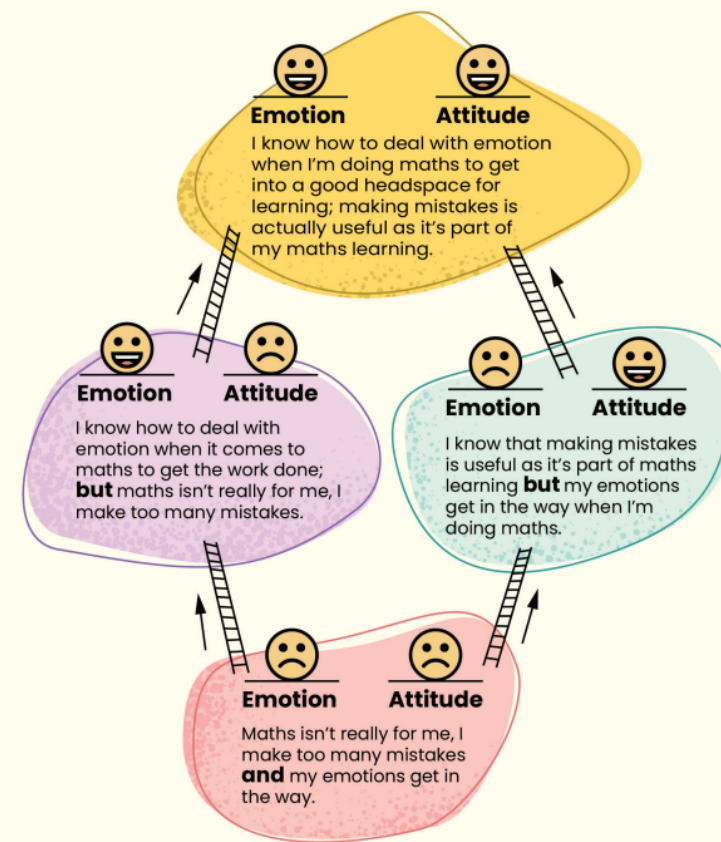 Emotion Attitude
I know how to deal with emotion
when I'm doing maths to get
into a good headspace for
learning; making mistakes is
actually useful as it's part of
my maths learning.
Emotion Attitude
I know how to deal with
emotion when it comes to
maths to get the work done;
but maths isn't really for me, I
make too many mistakes.
Emotion Attitude
I know that making mistakes
is useful as it's part of maths
learning but my emotions
get in the way when I'm
doing maths.
Emotion Attitude
Maths isn't really for me, I
make too many mistakes
and my emotions get in
the way.